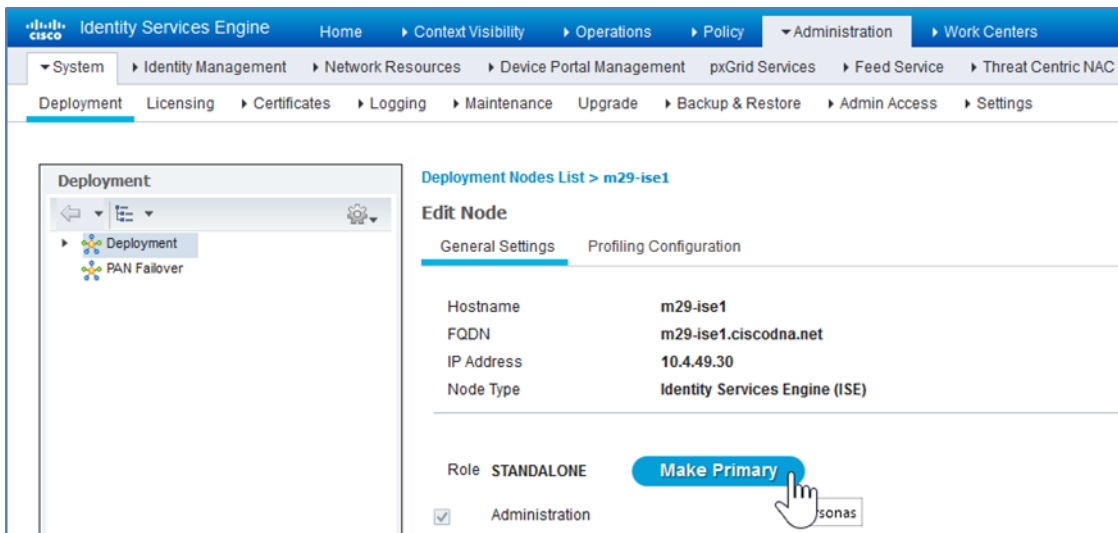 cisco Identity Services Engine Home Context Visibility Operations Policy Administration Work Centers
System Identity Management Network Resources Device Portal Management pxGrid Services Feed Service Threat Centric NAC
Deployment Licensing Certificates Logging Maintenance Upgrade Backup & Restore Admin Access Settings
Deployment
Deployment
PAN Failover
Deployment Nodes List > m29-ise1
Edit Node
General Settings Profiling Configuration
Hostname m29-ise1
FQDN m29-ise1.ciscodna.net
IP Address 10.4.49.30
Node Type Identity Services Engine (ISE)
Role STANDALONE Make Primary
Administration